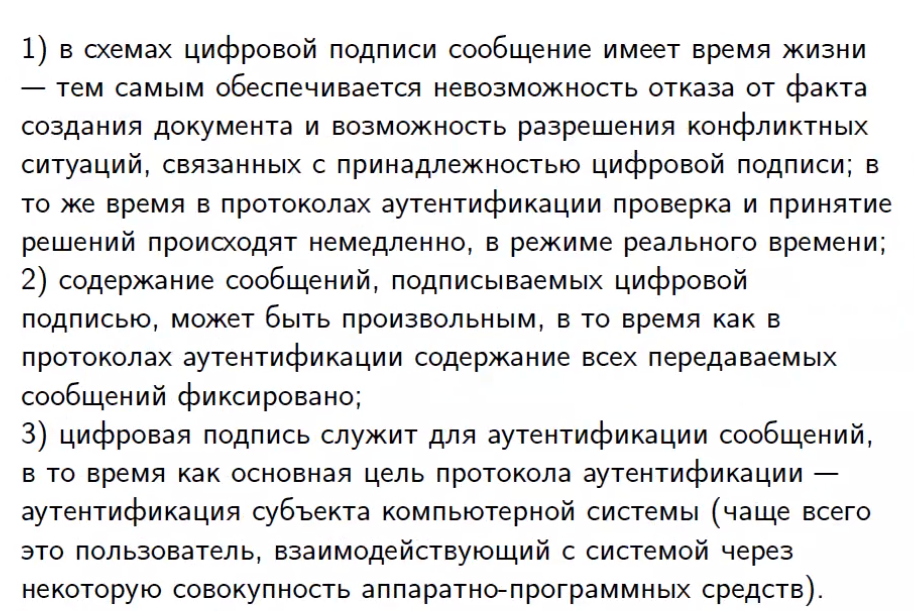 1) в схемах цифровой подписи сообщение имеет время жизни
— тем самым обеспечивается невозможность отказа от факта
создания документа и возможность разрешения конфликтных
ситуаций, связанных с принадлежностью цифровой подписи; в
то же время в протоколах аутентификации проверка и принятие
решений происходят немедленно, в режиме реального времени;
2) содержание сообщений, подписываемых цифровой
подписью, может быть произвольным, в то время как в
протоколах аутентификации содержание всех передаваемых
сообщений фиксировано;
3) цифровая подпись служит для аутентификации сообщений,
в то время как основная цель протокола аутентификации —
аутентификация субъекта компьютерной системы (чаще всего
это пользователь, взаимодействующий с системой через
некоторую совокупность аппаратно-программных средств).